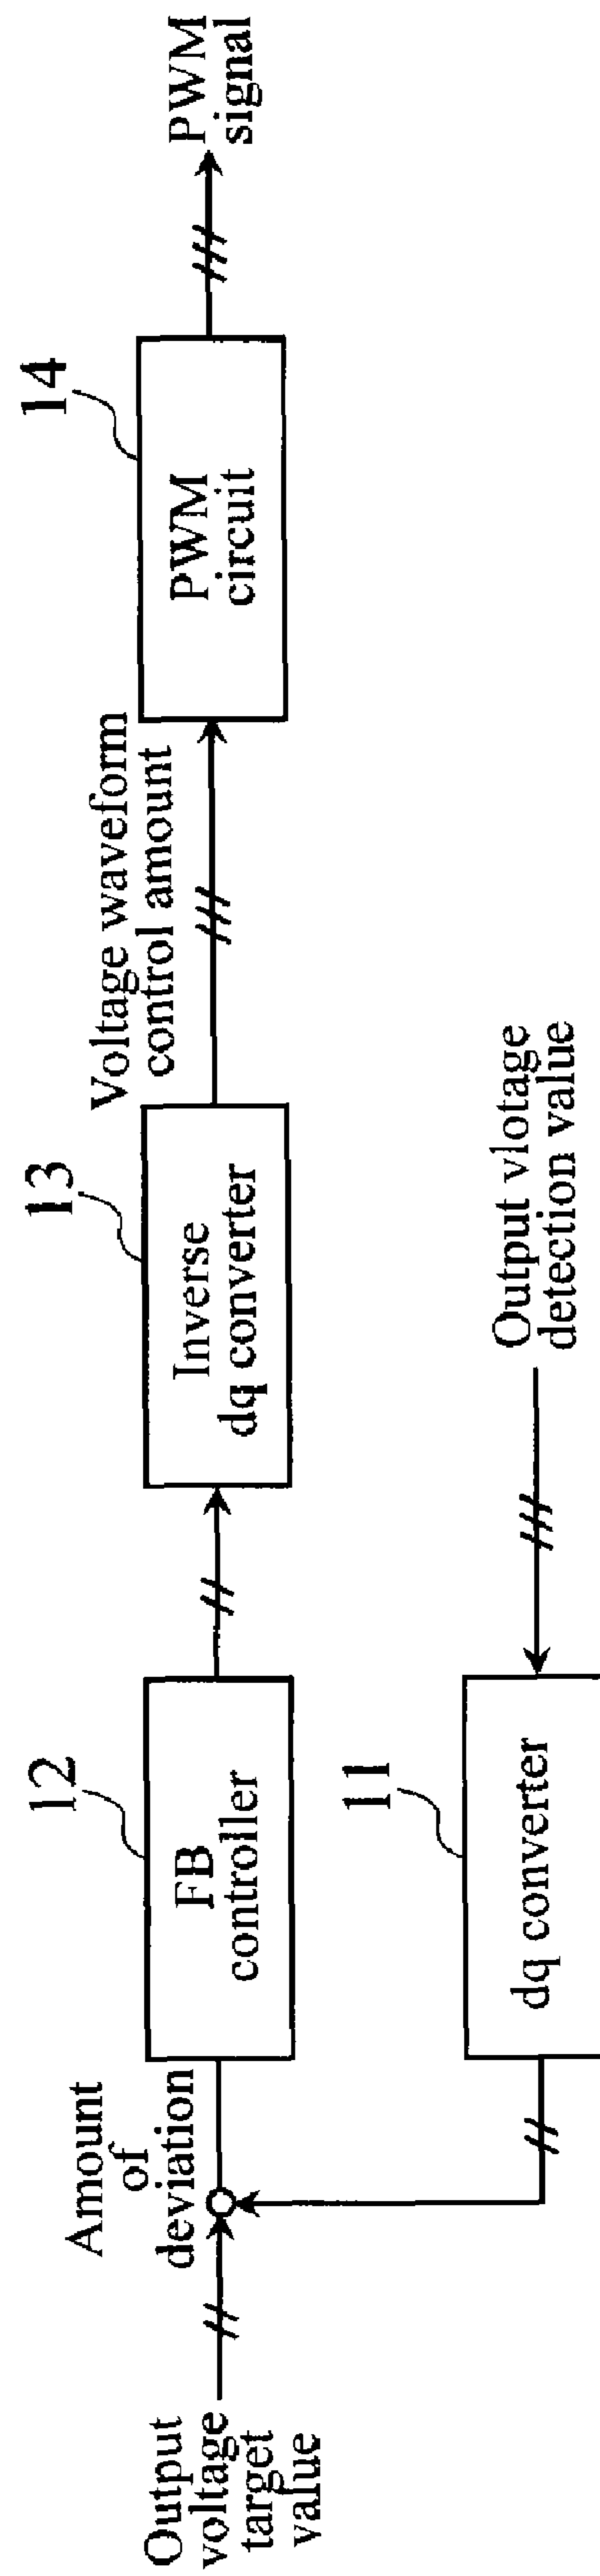 Output
voltage
target
value
Amount
of
deviation
12
FB
controller
13
Inverse
dq converter
Voltage waveform
control amount
14
PWM
circuit
PWM
signal
11
dq converter
Output vlotage
detection value